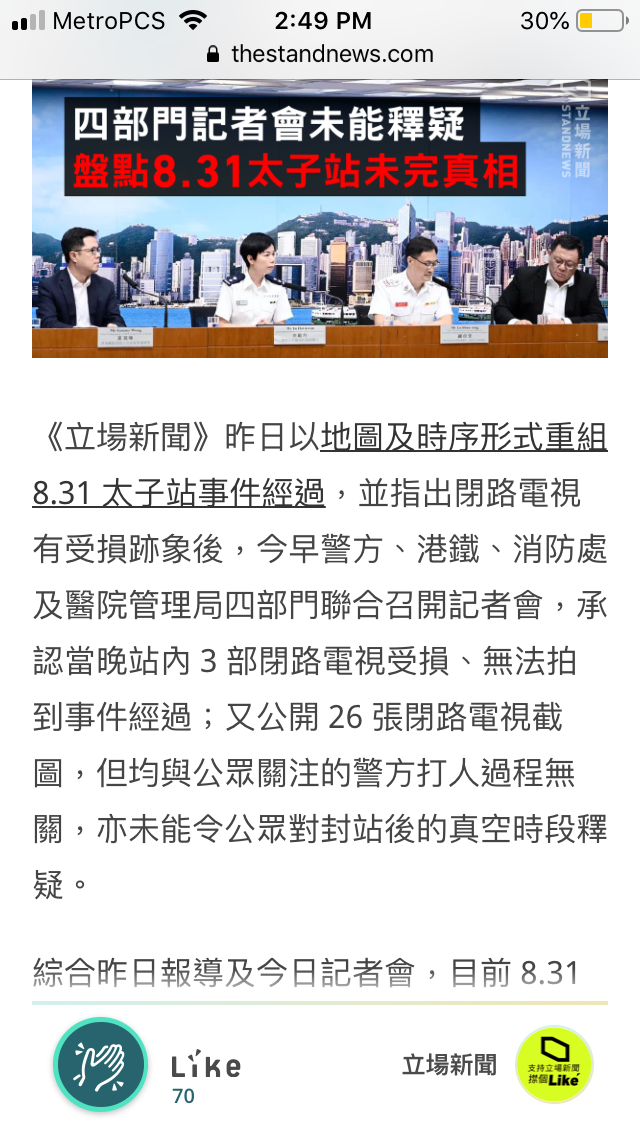 MetroPCS
2:49 PM
30%
thestandnews.com
四部門記者會未能釋疑
盤點8.31太子站未完真相
立場新聞
STANDNEWS
《立場新聞》昨日以地圖及時序形式重組
8.31 太子站事件經過，並指出閉路電視
有受損跡象後，今早警方、港鐵、消防處
及醫院管理局四部門聯合召開記者會，承
認當晚站內 3 部閉路電視受損、無法拍
到事件經過；又公開 26 張閉路電視截
圖，但均與公眾關注的警方打人過程無
關，亦未能令公眾對封站後的真空時段釋
疑。
綜合昨日報導及今日記者會，目前 8.31
Like
70
立場新聞
支持立場新聞
撳個Like